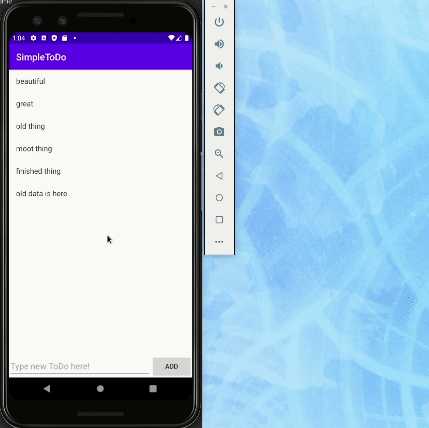 1:04
SimpleToDo
beautiful
great
old thing
moot thing
finished thing
old data is here
Type new ToDo here!
ADD